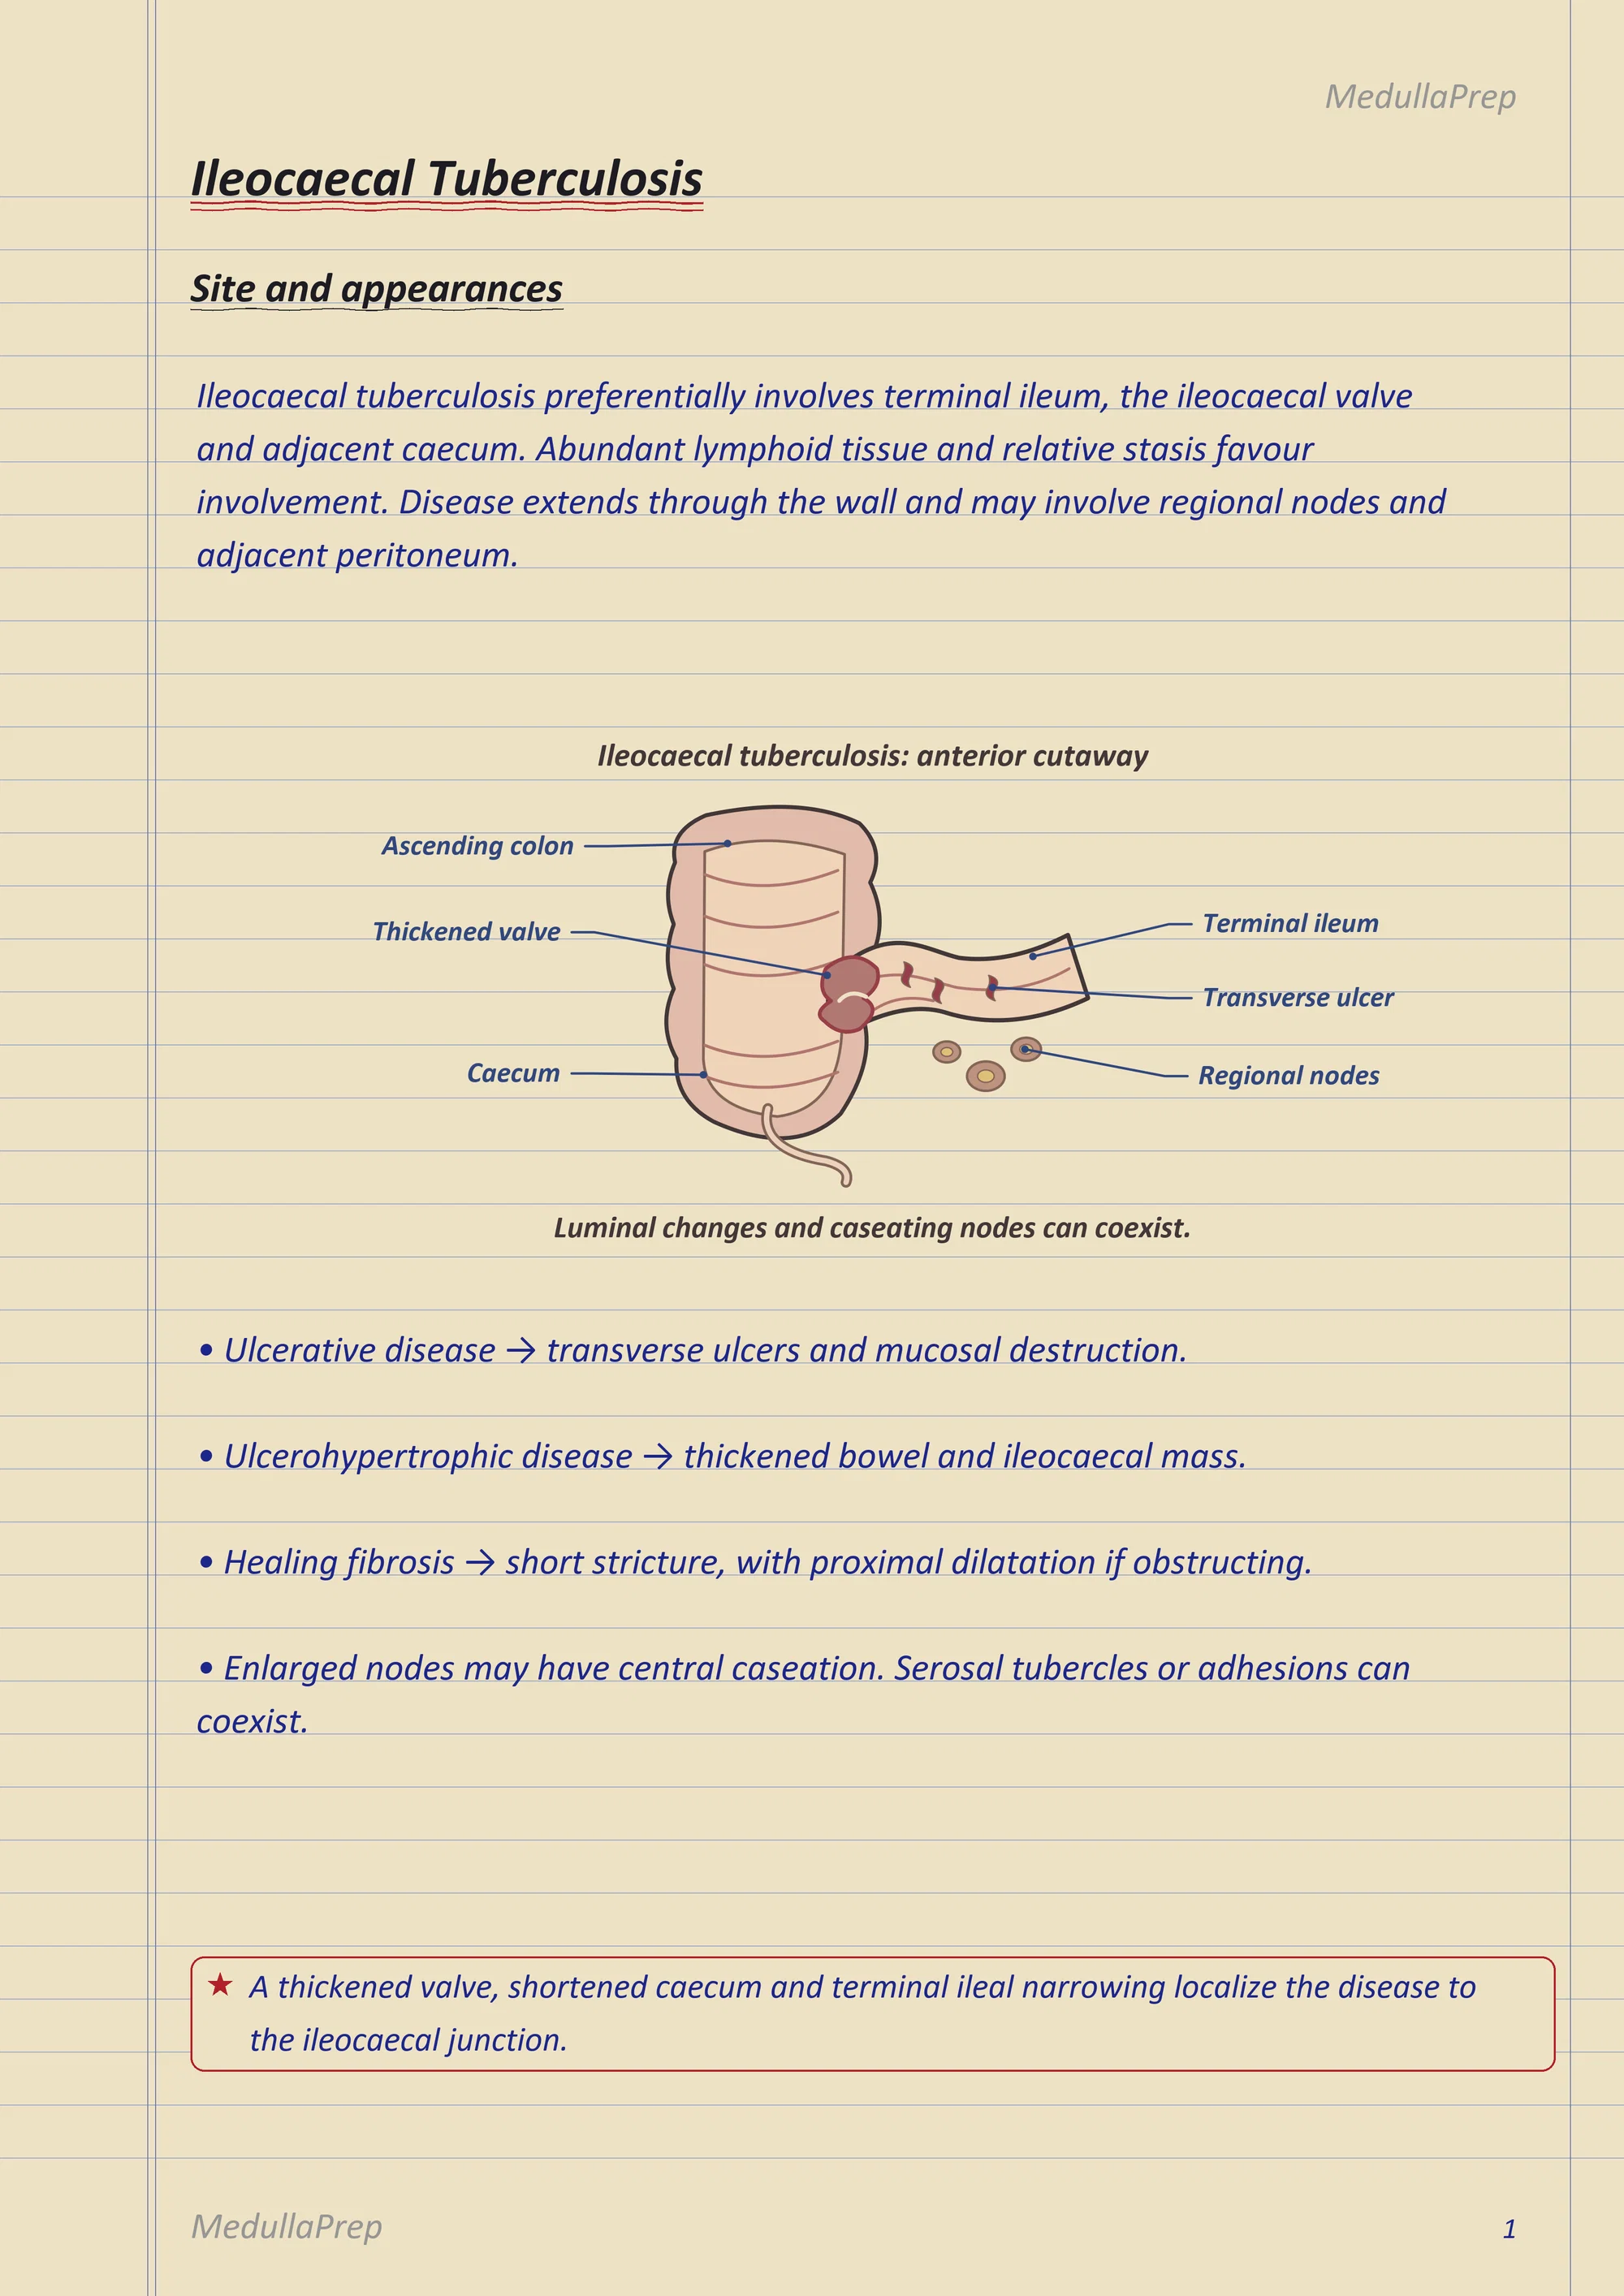 MedullaPrep
Ileocaecal Tuberculosis
Site and appearances
Ileocaecal tuberculosis preferentially involves terminal ileum, the ileocaecal valve
and adjacent caecum. Abundant lymphoid tissue and relative stasis favour
involvement. Disease extends through the wall and may involve regional nodes and
adjacent peritoneum.
Ileocaecal tuberculosis: anterior cutaway
Ascending colon
Thickened valve
Caecum
Terminal ileum
Transverse ulcer
Regional nodes
Luminal changes and caseating nodes can coexist.
• Ulcerative disease → transverse ulcers and mucosal destruction.
• Ulcerohypertrophic disease → thickened bowel and ileocaecal mass.
• Healing fibrosis → short stricture, with proximal dilatation if obstructing.
• Enlarged nodes may have central caseation. Serosal tubercles or adhesions can
coexist.
★ A thickened valve, shortened caecum and terminal ileal narrowing localize the disease to
the ileocaecal junction.
MedullaPrep
1